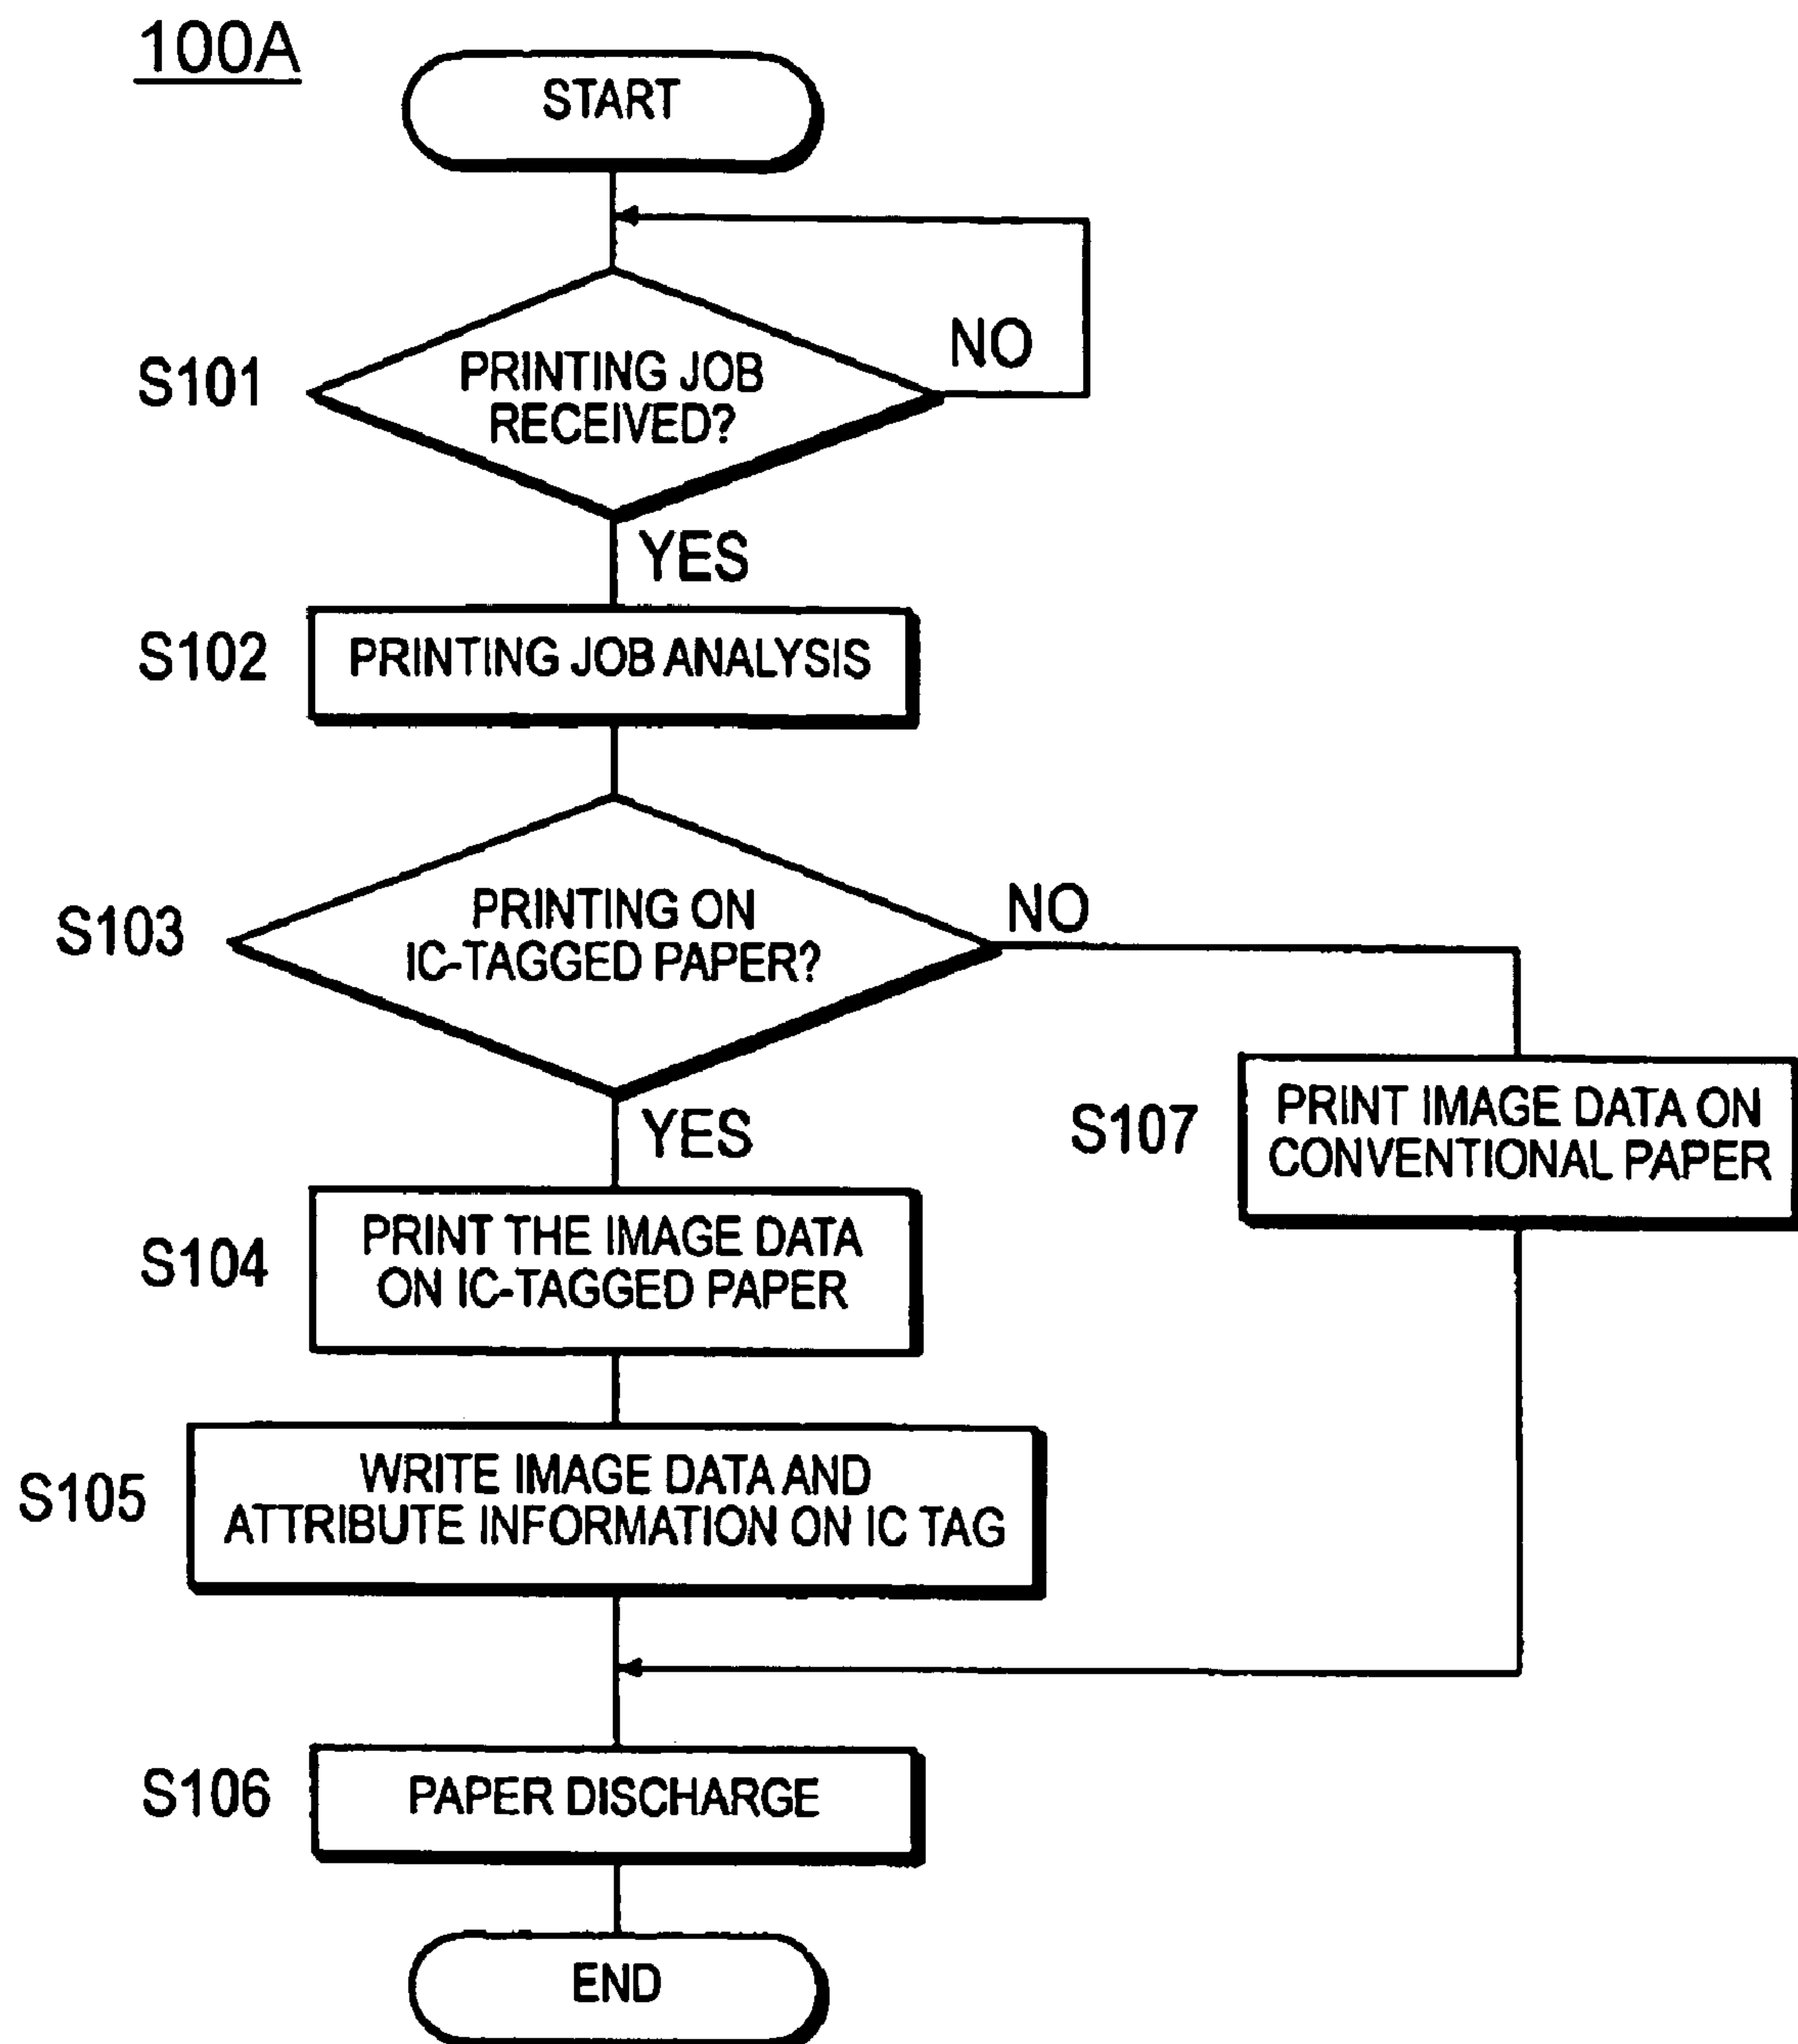 100A
START
S101
PRINTING JOB
RECEIVED?
NO
YES
S102
PRINTING JOB ANALYSIS
S103
PRINTING ON
IC-TAGGED PAPER?
NO
YES
S107
PRINT IMAGE DATA ON
CONVENTIONAL PAPER
S104
PRINT THE IMAGE DATA
ON IC-TAGGED PAPER
S105
WRITE IMAGE DATA AND
ATTRIBUTE INFORMATION ON IC TAG
S106
PAPER DISCHARGE
END